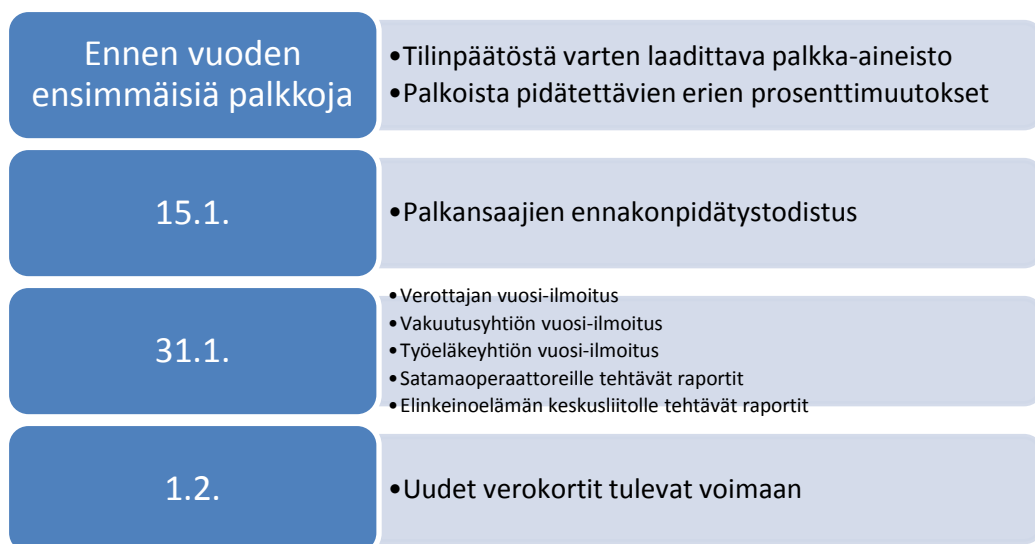 Ennen vuoden
ensimmäisiä palkkoja
•Tilinpäätöstä varten laadittava palkka-aineisto
•Palkoista pidätettävien erien prosenttimuutokset
15.1.
•Palkansaajien ennakonpidätystodistus
31.1.
•Verottajan vuosi-ilmoitus
•Vakuutusyhtiön vuosi-ilmoitus
•Työeläkeyhtiön vuosi-ilmoitus
•Satamaoperaattoreille tehtävät raportit
•Elinkeinoelämän keskusliitolle tehtävät raportit
1.2.
•Uudet verokortit tulevat voimaan